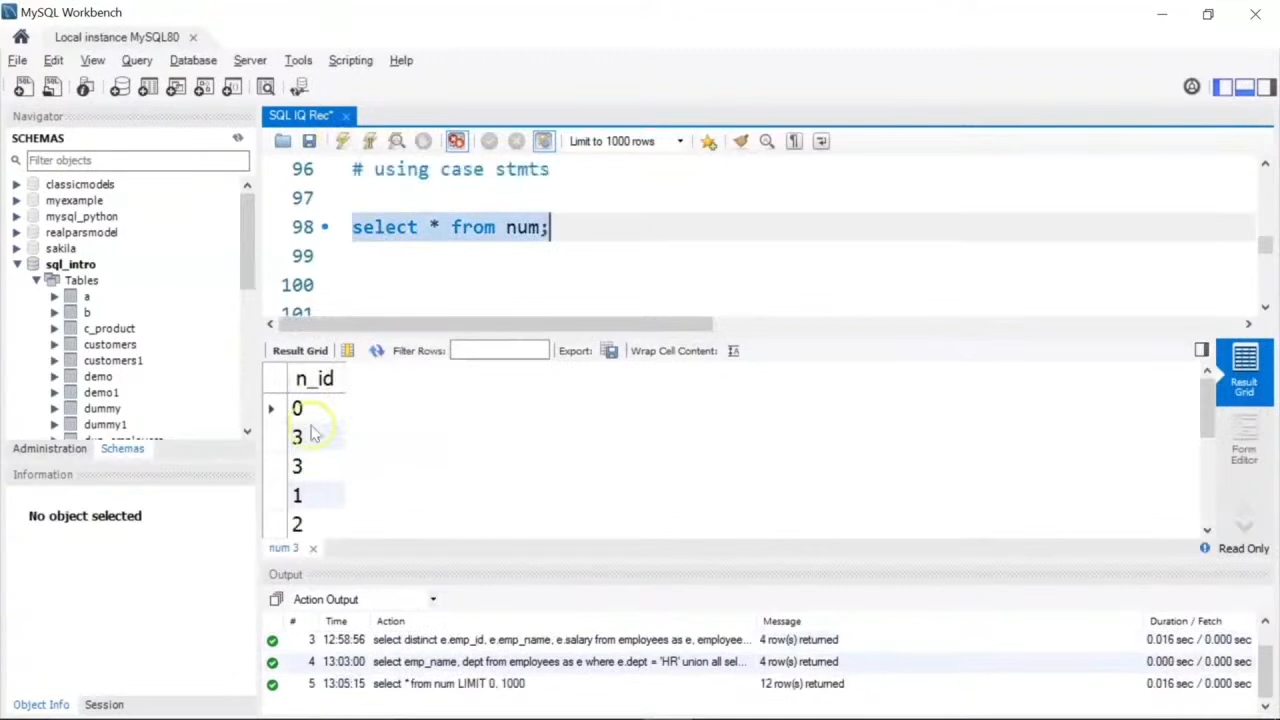 MySQL Workbench
Local instance MySQL80
File Edit View Query Database Server Tools Scripting Help
Navigator
SCHEMAS
Filter objects
classicmodels
myexample
mysql_python
realparsmodel
sakila
sql_intro
Tables
a
b
c_product
customers
customers1
demo
demo1
dummy
dummy1
Administration Schemas
Information
No object selected
Object Info Session
SQL IQ Rec*
Limit to 1000 rows
96 # using case stmts
97
98 select * from num;
99
100
101
Result Grid Filter Rows: Export: Wrap Cell Content:
n_id
0
3
3
1
2
Result
Grid
Form
Editor
num 3
Read Only
Output
Action Output
# Time Action Message Duration / Fetch
3 12:58:56 select distinct e.emp_id, e.emp_name, e.salary from employees as e, employee... 4 row(s) returned 0.016 sec / 0.000 sec
4 13:03:00 select emp_name, dept from employees as e where e.dept = 'HR' union all sel... 4 row(s) returned 0.000 sec / 0.000 sec
5 13:05:15 select * from num LIMIT 0, 1000 12 row(s) returned 0.016 sec / 0.000 sec